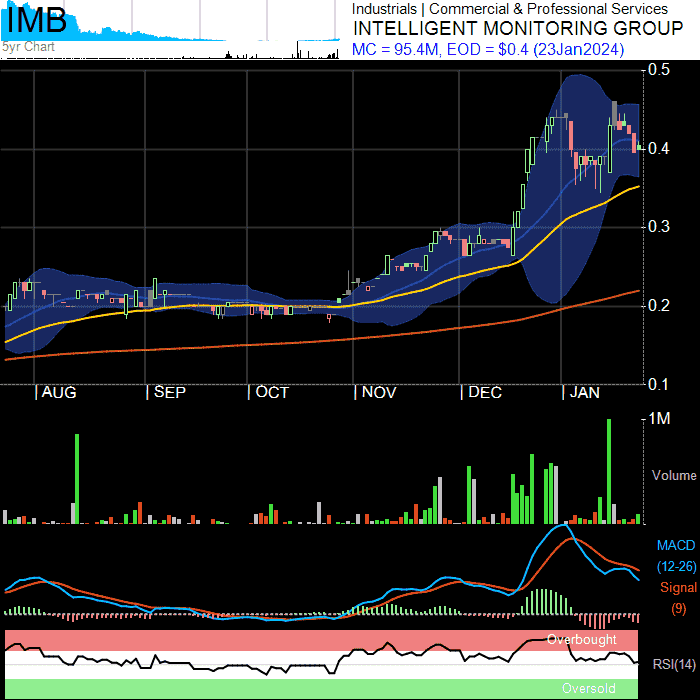 IMB
5yr Chart
Industrials | Commercial & Professional Services
INTELLIGENT MONITORING GROUP
MC = 95.4M, EOD = $0.4 (23Jan2024)
0.5
0.4
0.3
0.2
0.1
| AUG | SEP | OCT | NOV | DEC | JAN
1M
Volume
MACD
(12-26)
Signal
(9)
Overbought
RSI(14)
Oversold